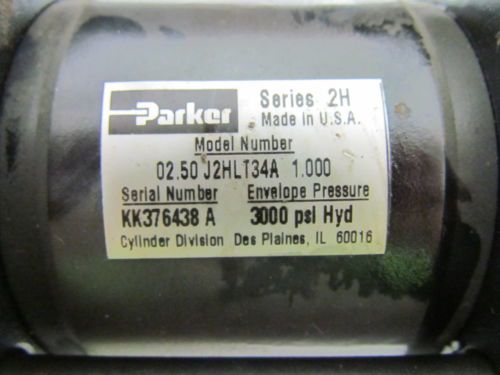 Parker Series 2H
Made in U.S.A.
Model Number
02.50 J2HLT34A 1.000
Serial Number Envelope Pressure
KK376438 A 3000 psi Hyd
Cylinder Division Des Plaines, IL 60016